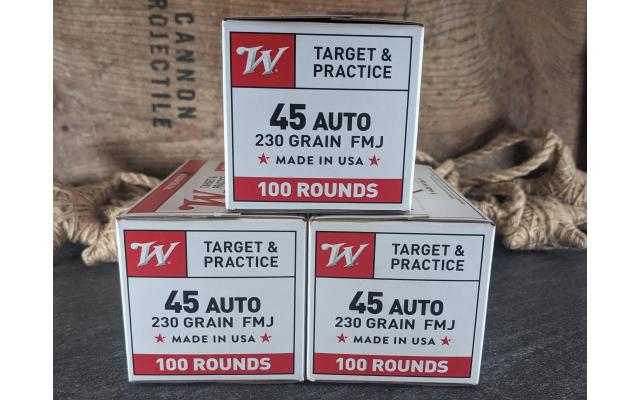 CANNON
PROJECTILE
W
TARGET &
PRACTICE
45 AUTO
230 GRAIN FMJ
★ MADE IN USA ★
100 ROUNDS
W
TARGET &
PRACTICE
45 AUTO
230 GRAIN FMJ
★ MADE IN USA ★
100 ROUNDS
W
TARGET &
PRACTICE
45 AUTO
230 GRAIN FMJ
★ MADE IN USA ★
100 ROUNDS